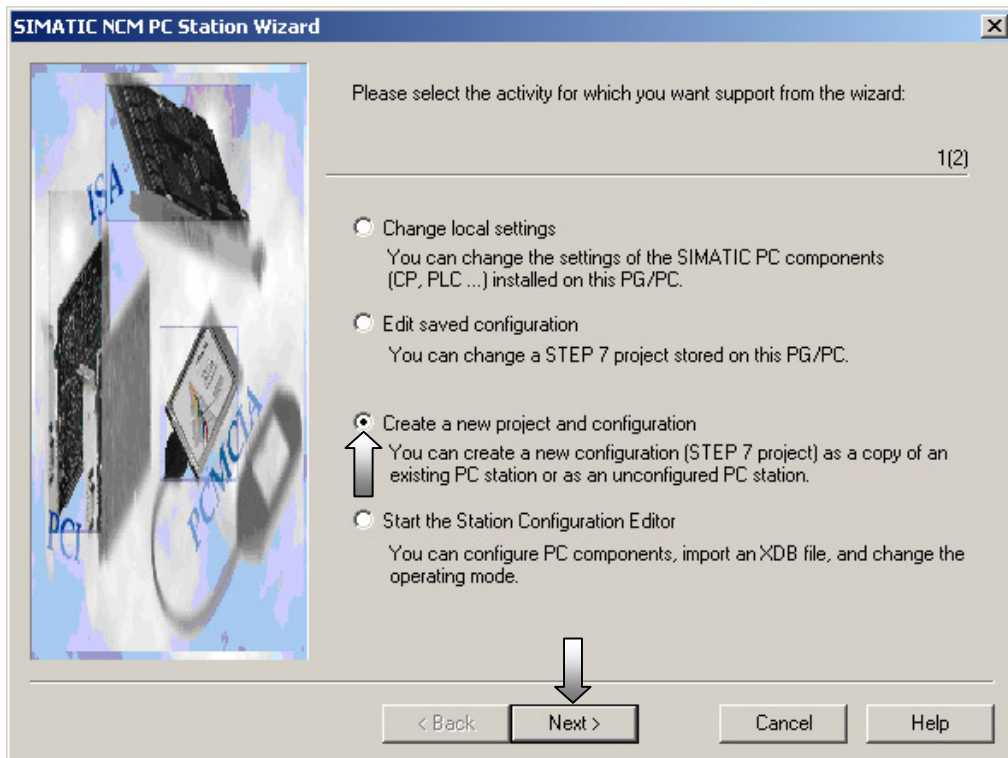 SIMATIC NCM PC Station Wizard
Please select the activity for which you want support from the wizard:
1(2)
ISA
PCI
PCMCIA
Change local settings
You can change the settings of the SIMATIC PC components
(CP, PLC ...) installed on this PG/PC.
Edit saved configuration
You can change a STEP 7 project stored on this PG/PC.
Create a new project and configuration
You can create a new configuration (STEP 7 project) as a copy of an
existing PC station or as an unconfigured PC station.
Start the Station Configuration Editor
You can configure PC components, import an XDB file, and change the
operating mode.
< Back
Next >
Cancel
Help